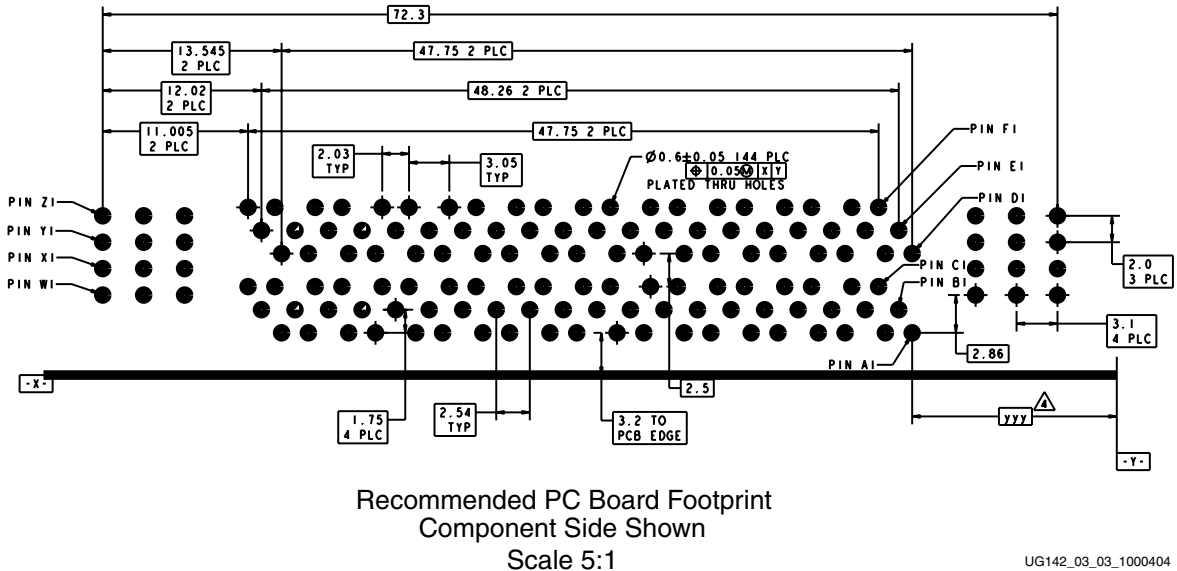 72.3
13.545
2 PLC
47.75 2 PLC
12.02
2 PLC
48.26 2 PLC
11.005
2 PLC
47.75 2 PLC
PIN F1
2.03
TYP
3.05
TYP
Ø0.6±0.05 144 PLC
⌖ 0.05Ⓜ X Y
PLATED THRU HOLES
PIN E1
PIN D1
PIN Z1
PIN Y1
PIN X1
PIN W1
PIN C1
PIN B1
2.0
3 PLC
3.1
4 PLC
2.86
PIN A1
-X-
2.5
4
1.75
4 PLC
2.54
TYP
3.2 TO
PCB EDGE
yyy
-Y-
Recommended PC Board Footprint
Component Side Shown
Scale 5:1
UG142_03_03_1000404